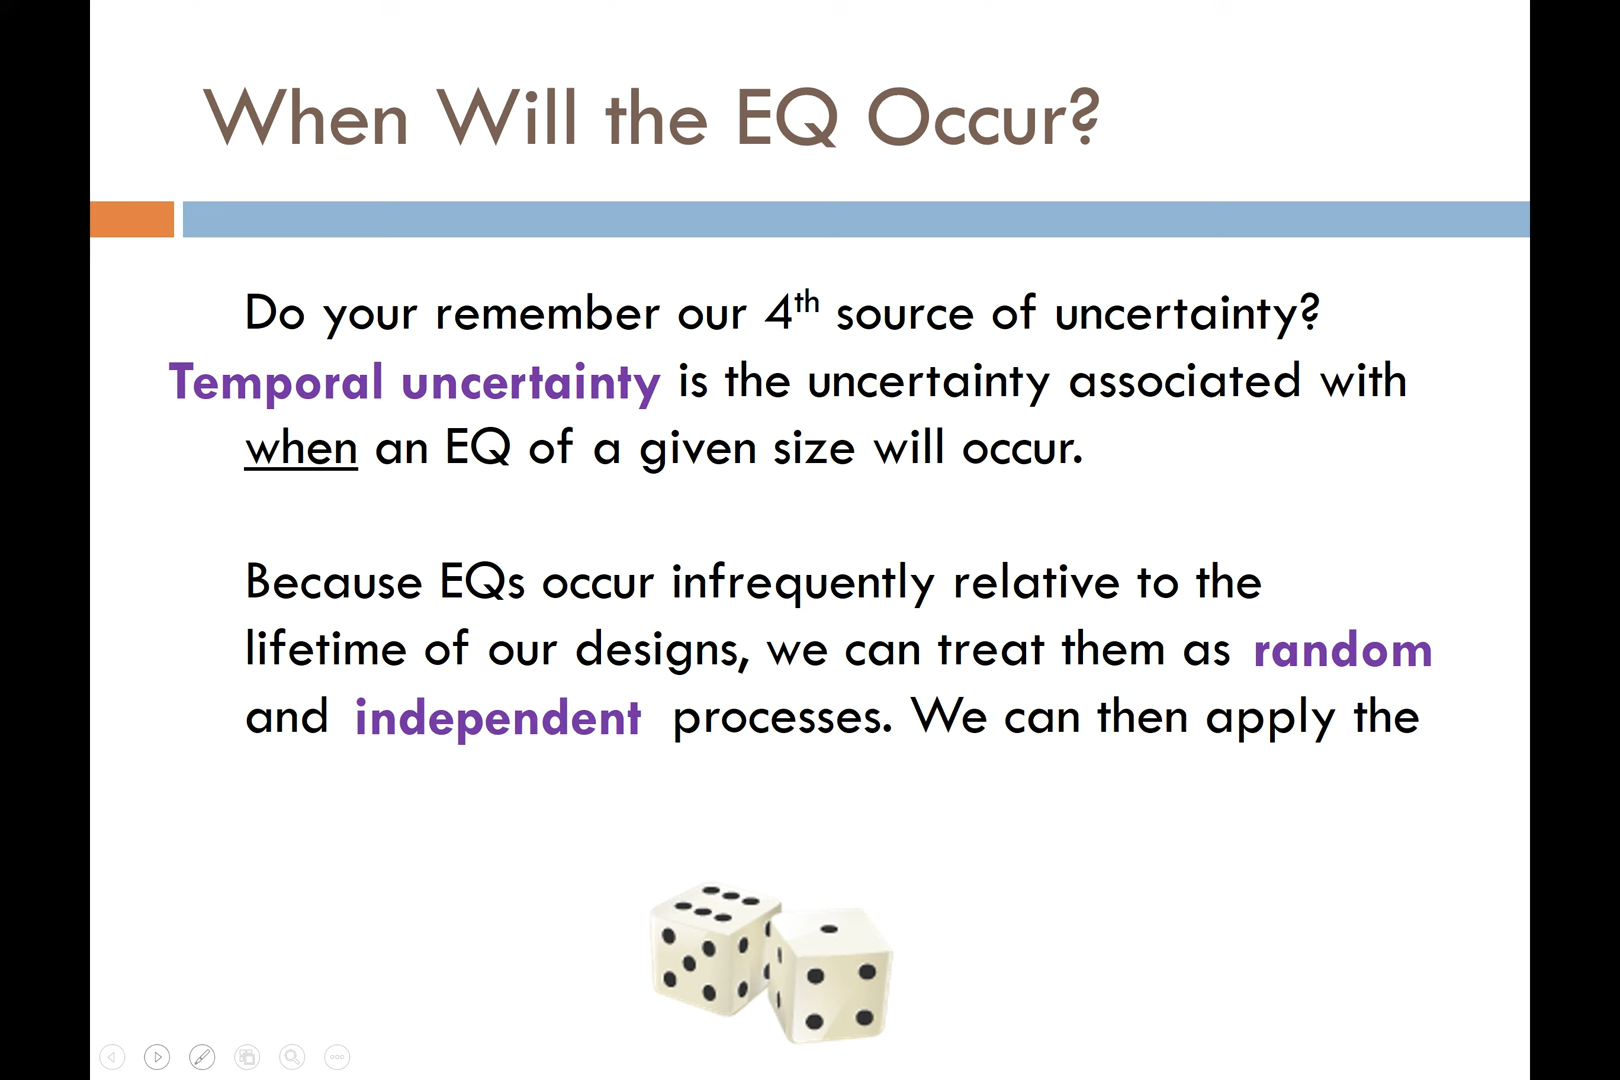 When Will the EQ Occur?
Do your remember our 4th source of uncertainty?
Temporal uncertainty is the uncertainty associated with
when an EQ of a given size will occur.
Because EQs occur infrequently relative to the
lifetime of our designs, we can treat them as random
and independent processes. We can then apply the